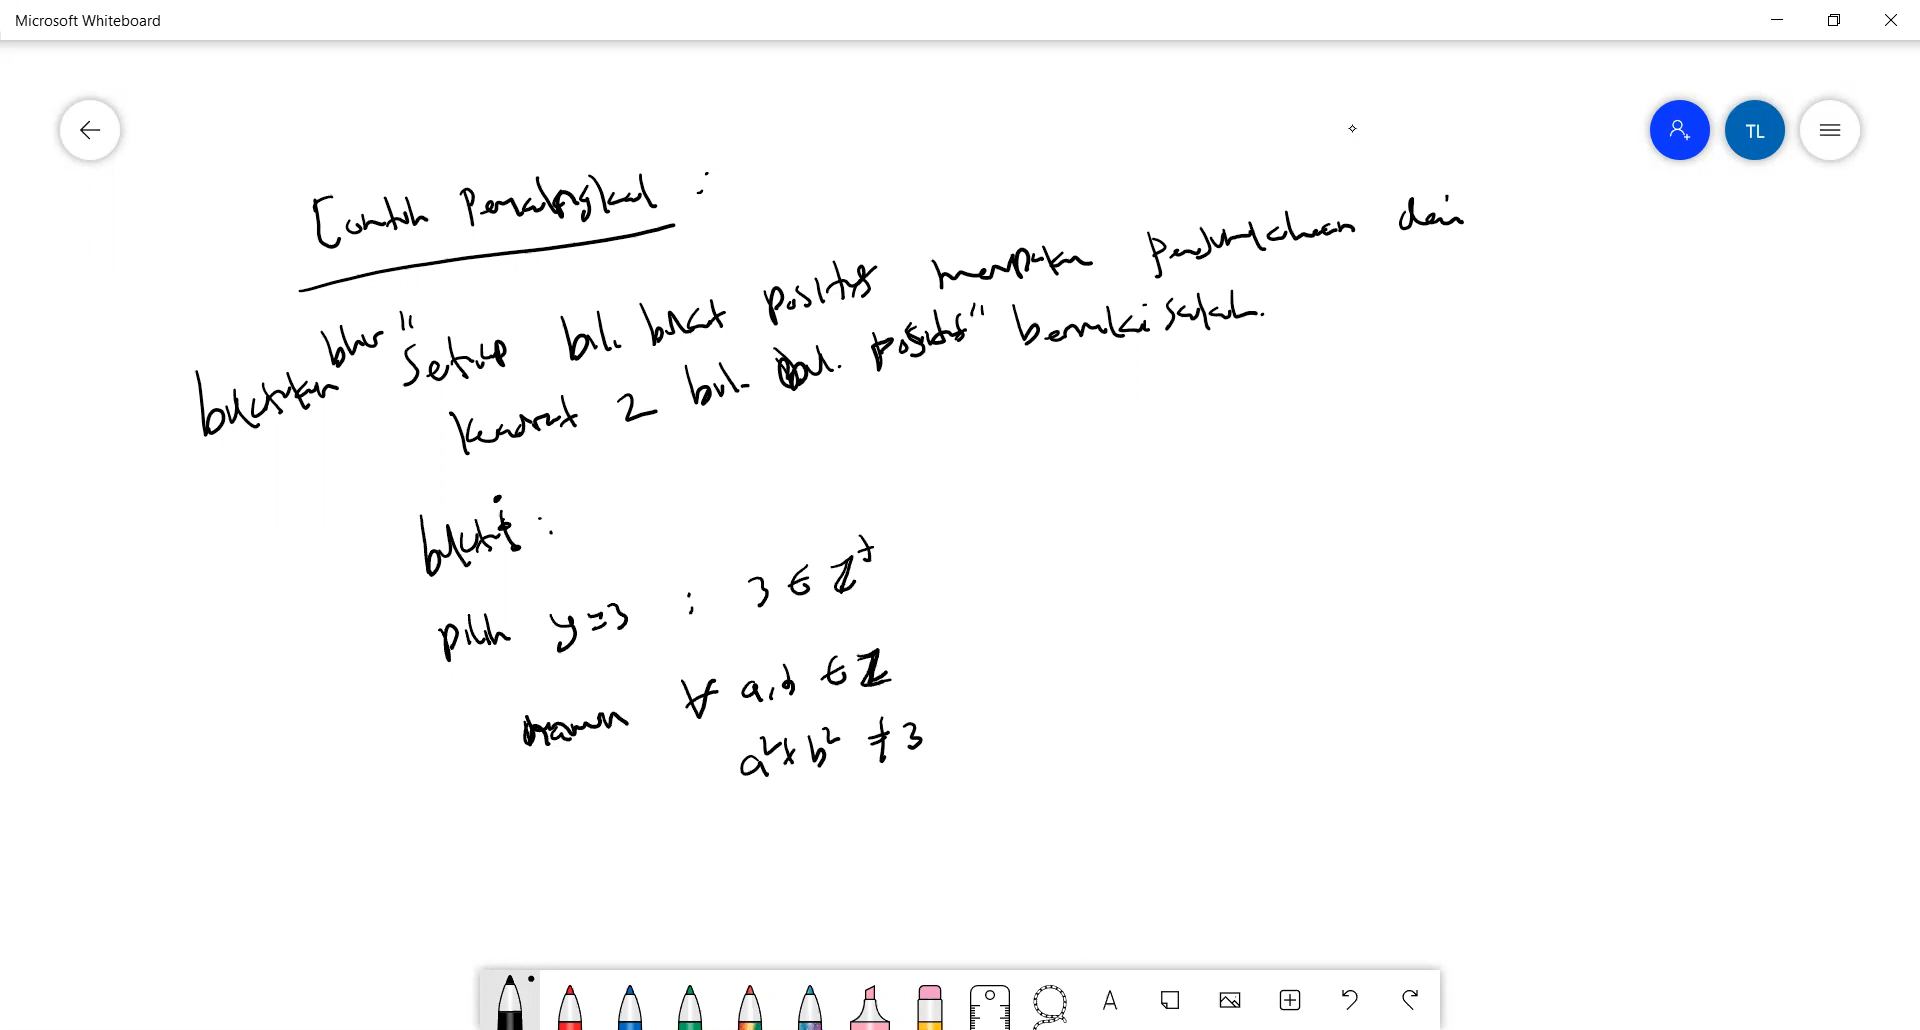 Microsoft Whiteboard
TL
Contoh Penyangkal :
buktikan bhw "Setiap bil. bulat positif merupakan penjumlahan dari
kuadrat 2 bil. bul. positif" bernilai salah.
bukti :
pilih y = 3 ; 3 ∈ ℤ⁺
namun ∀ a, b ∈ ℤ
a² + b² ≠ 3
A